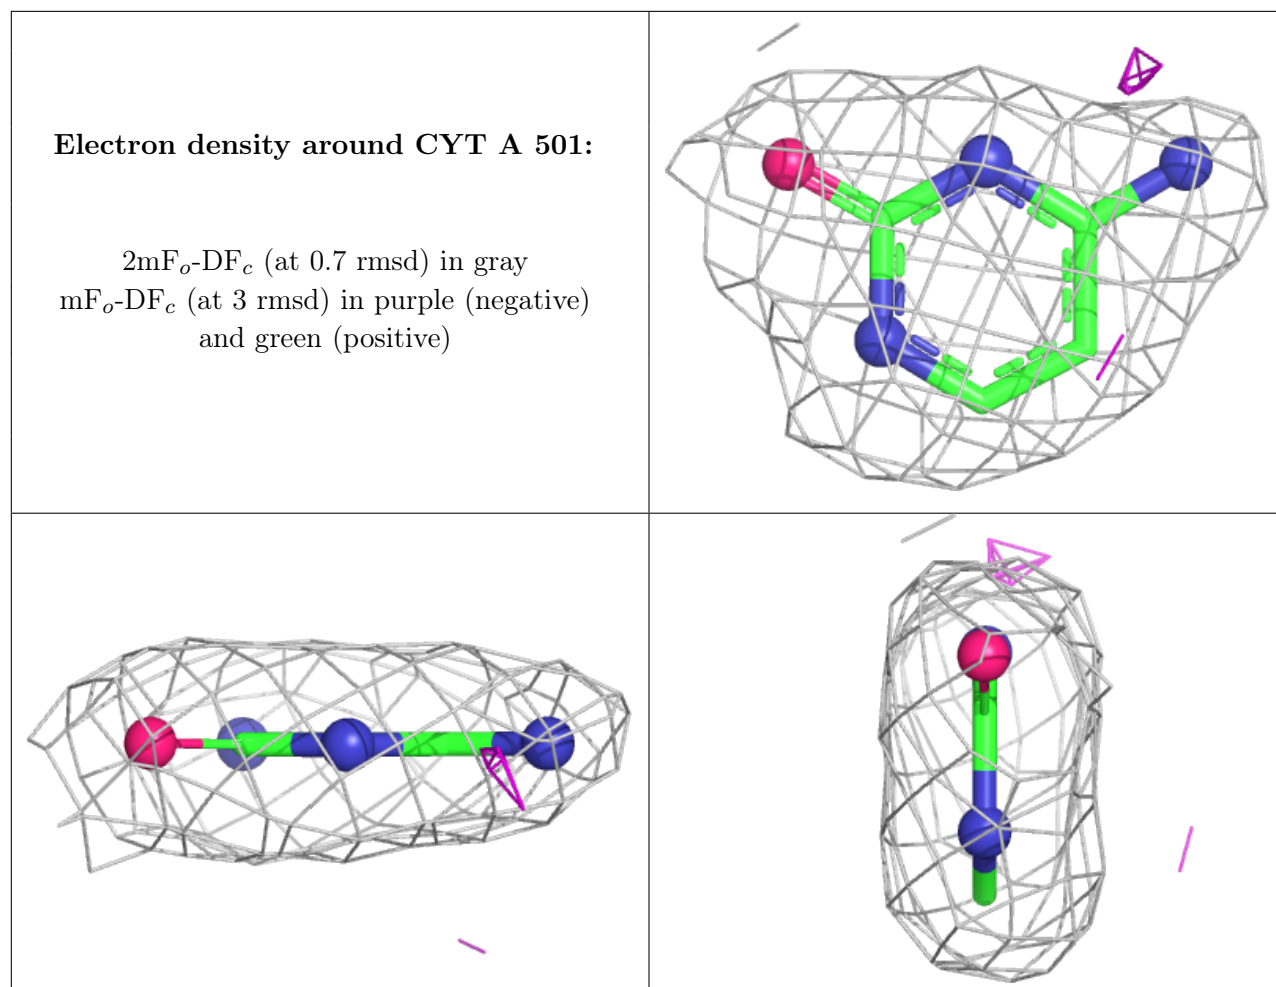 Electron density around CYT A 501:
2mFₒ-DF𝒸 (at 0.7 rmsd) in gray
mFₒ-DF𝒸 (at 3 rmsd) in purple (negative)
and green (positive)